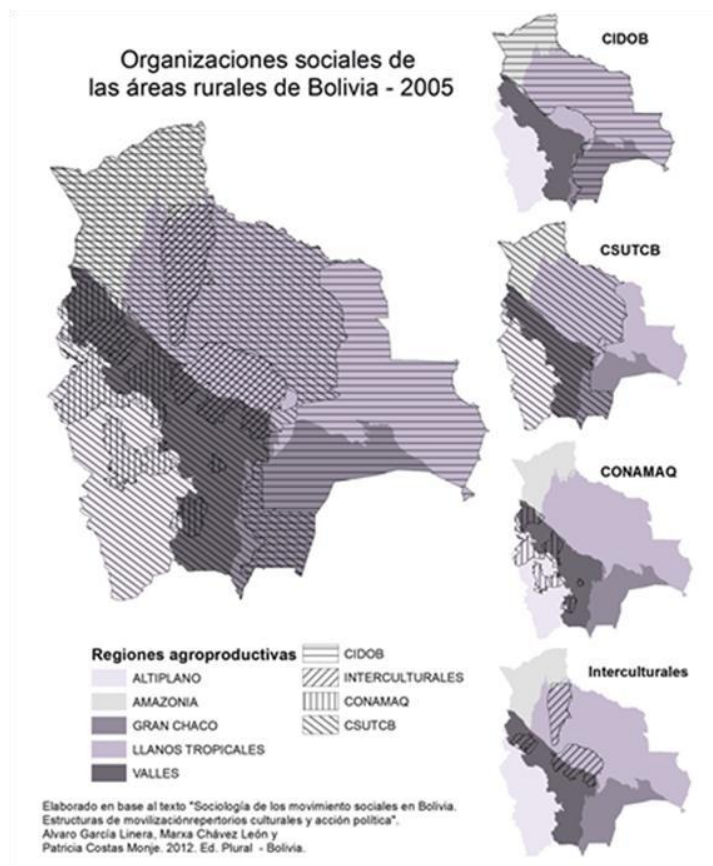 Organizaciones sociales de
las áreas rurales de Bolivia - 2005
CIDOB
CSUTCB
CONAMAQ
Interculturales
Regiones agroproductivas
ALTIPLANO
AMAZONIA
GRAN CHACO
LLANOS TROPICALES
VALLES
CIDOB
INTERCULTURALES
CONAMAQ
CSUTCB
Elaborado en base al texto "Sociología de los movimiento sociales en Bolivia.
Estructuras de movilizaciónrepertorios culturales y acción política".
Alvaro García Linera, Marxa Chávez León y
Patricia Costas Monje. 2012. Ed. Plural - Bolivia.